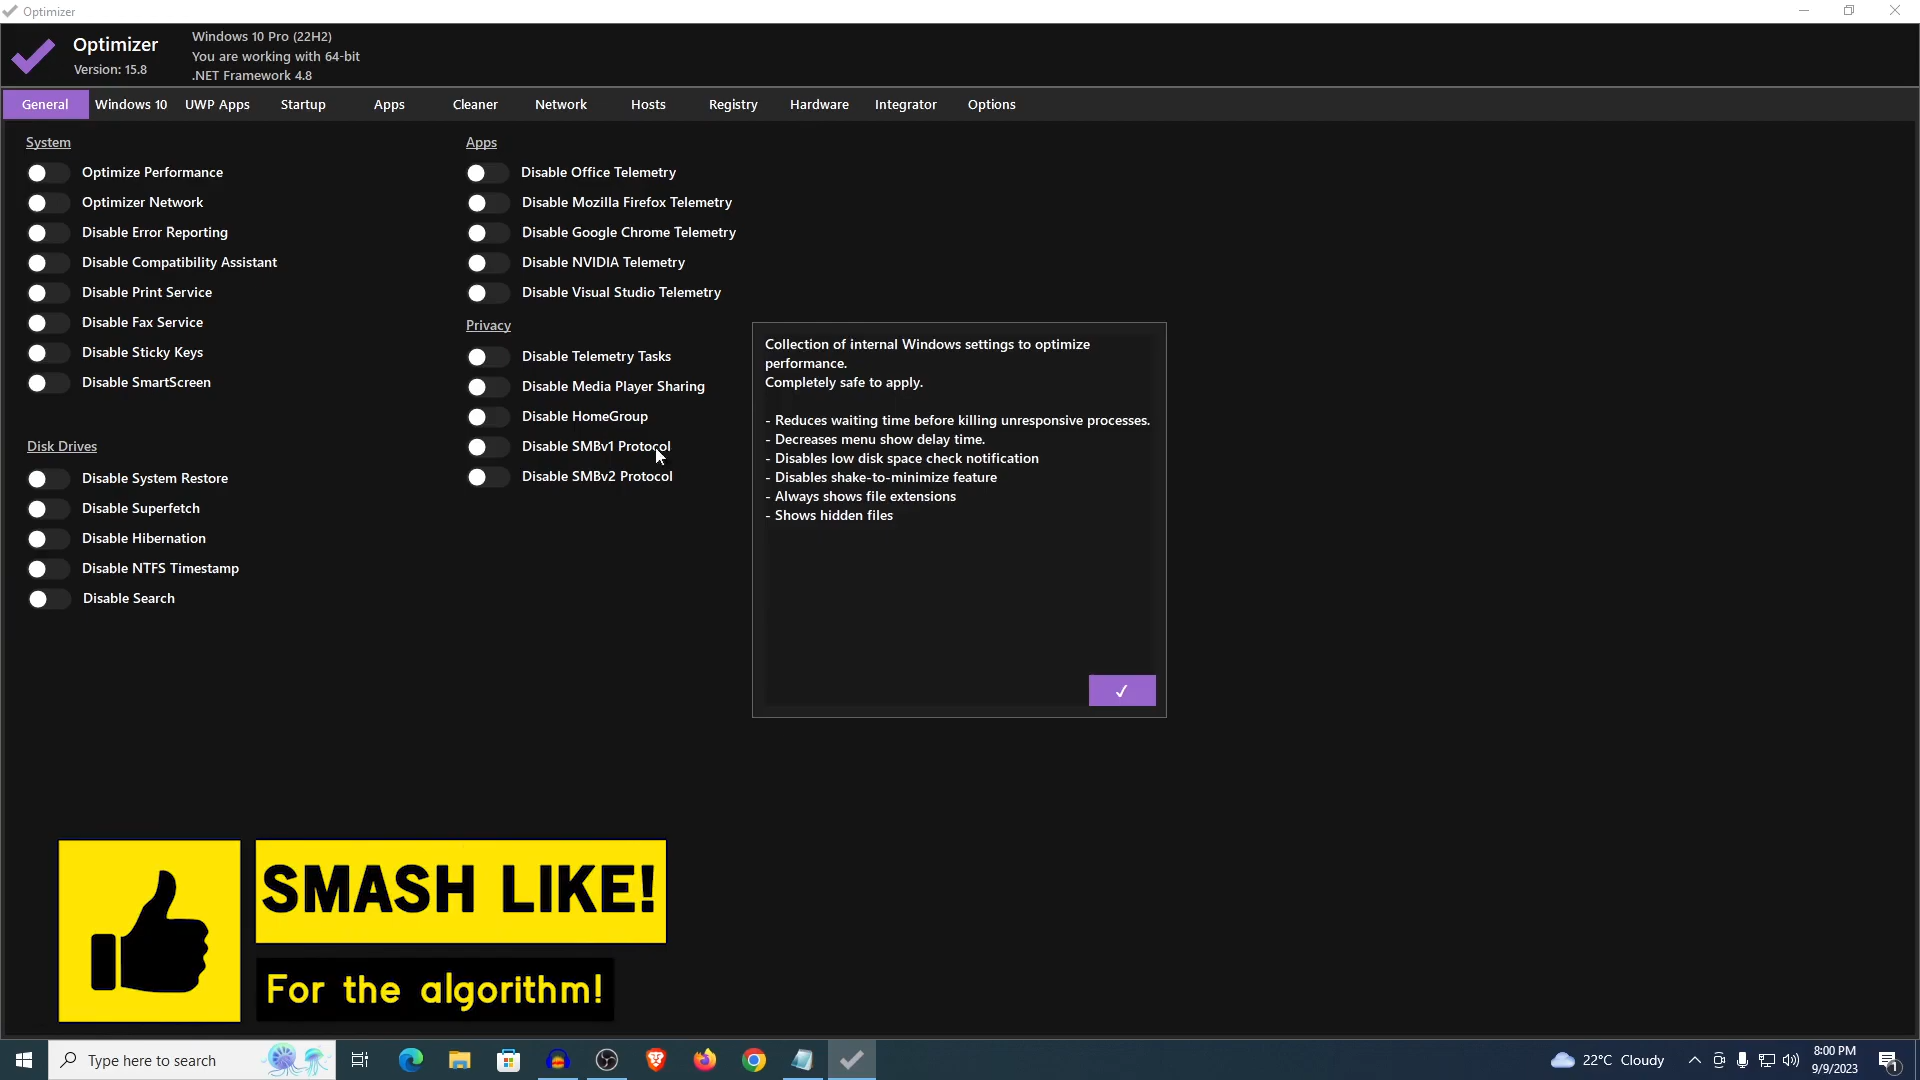 Optimizer
Optimizer
Version: 15.8
Windows 10 Pro (22H2)
You are working with 64-bit
.NET Framework 4.8
General Windows 10 UWP Apps Startup Apps Cleaner Network Hosts Registry Hardware Integrator Options
System
Optimize Performance
Optimizer Network
Disable Error Reporting
Disable Compatibility Assistant
Disable Print Service
Disable Fax Service
Disable Sticky Keys
Disable SmartScreen
Disk Drives
Disable System Restore
Disable Superfetch
Disable Hibernation
Disable NTFS Timestamp
Disable Search
Apps
Disable Office Telemetry
Disable Mozilla Firefox Telemetry
Disable Google Chrome Telemetry
Disable NVIDIA Telemetry
Disable Visual Studio Telemetry
Privacy
Disable Telemetry Tasks
Disable Media Player Sharing
Disable HomeGroup
Disable SMBv1 Protocol
Disable SMBv2 Protocol
Collection of internal Windows settings to optimize
performance.
Completely safe to apply.
- Reduces waiting time before killing unresponsive processes.
- Decreases menu show delay time.
- Disables low disk space check notification
- Disables shake-to-minimize feature
- Always shows file extensions
- Shows hidden files
SMASH LIKE!
For the algorithm!
Type here to search
22°C Cloudy
8:00 PM
9/9/2023
1